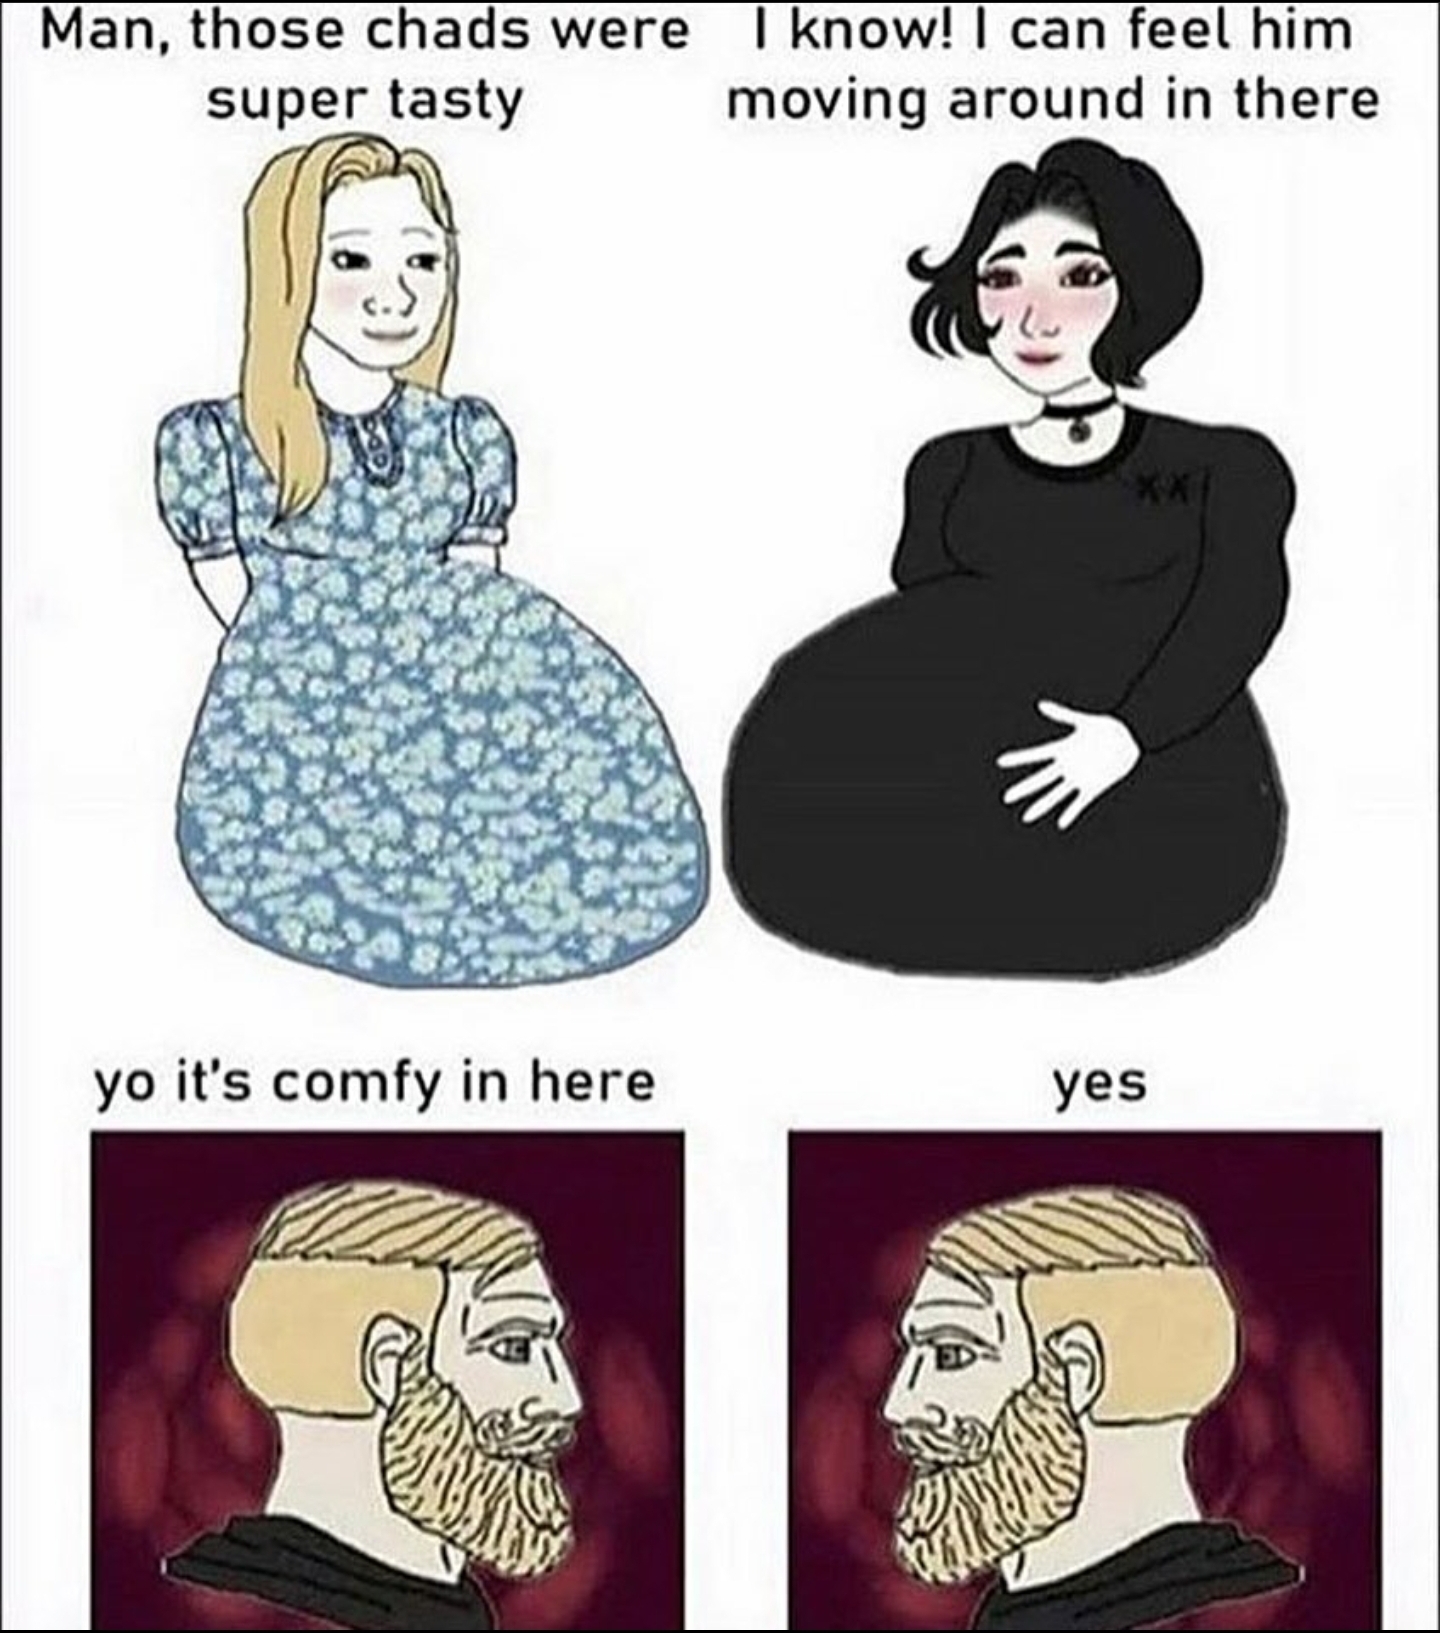 Man, those chads were
super tasty
I know! I can feel him
moving around in there
xx
yo it's comfy in here
yes